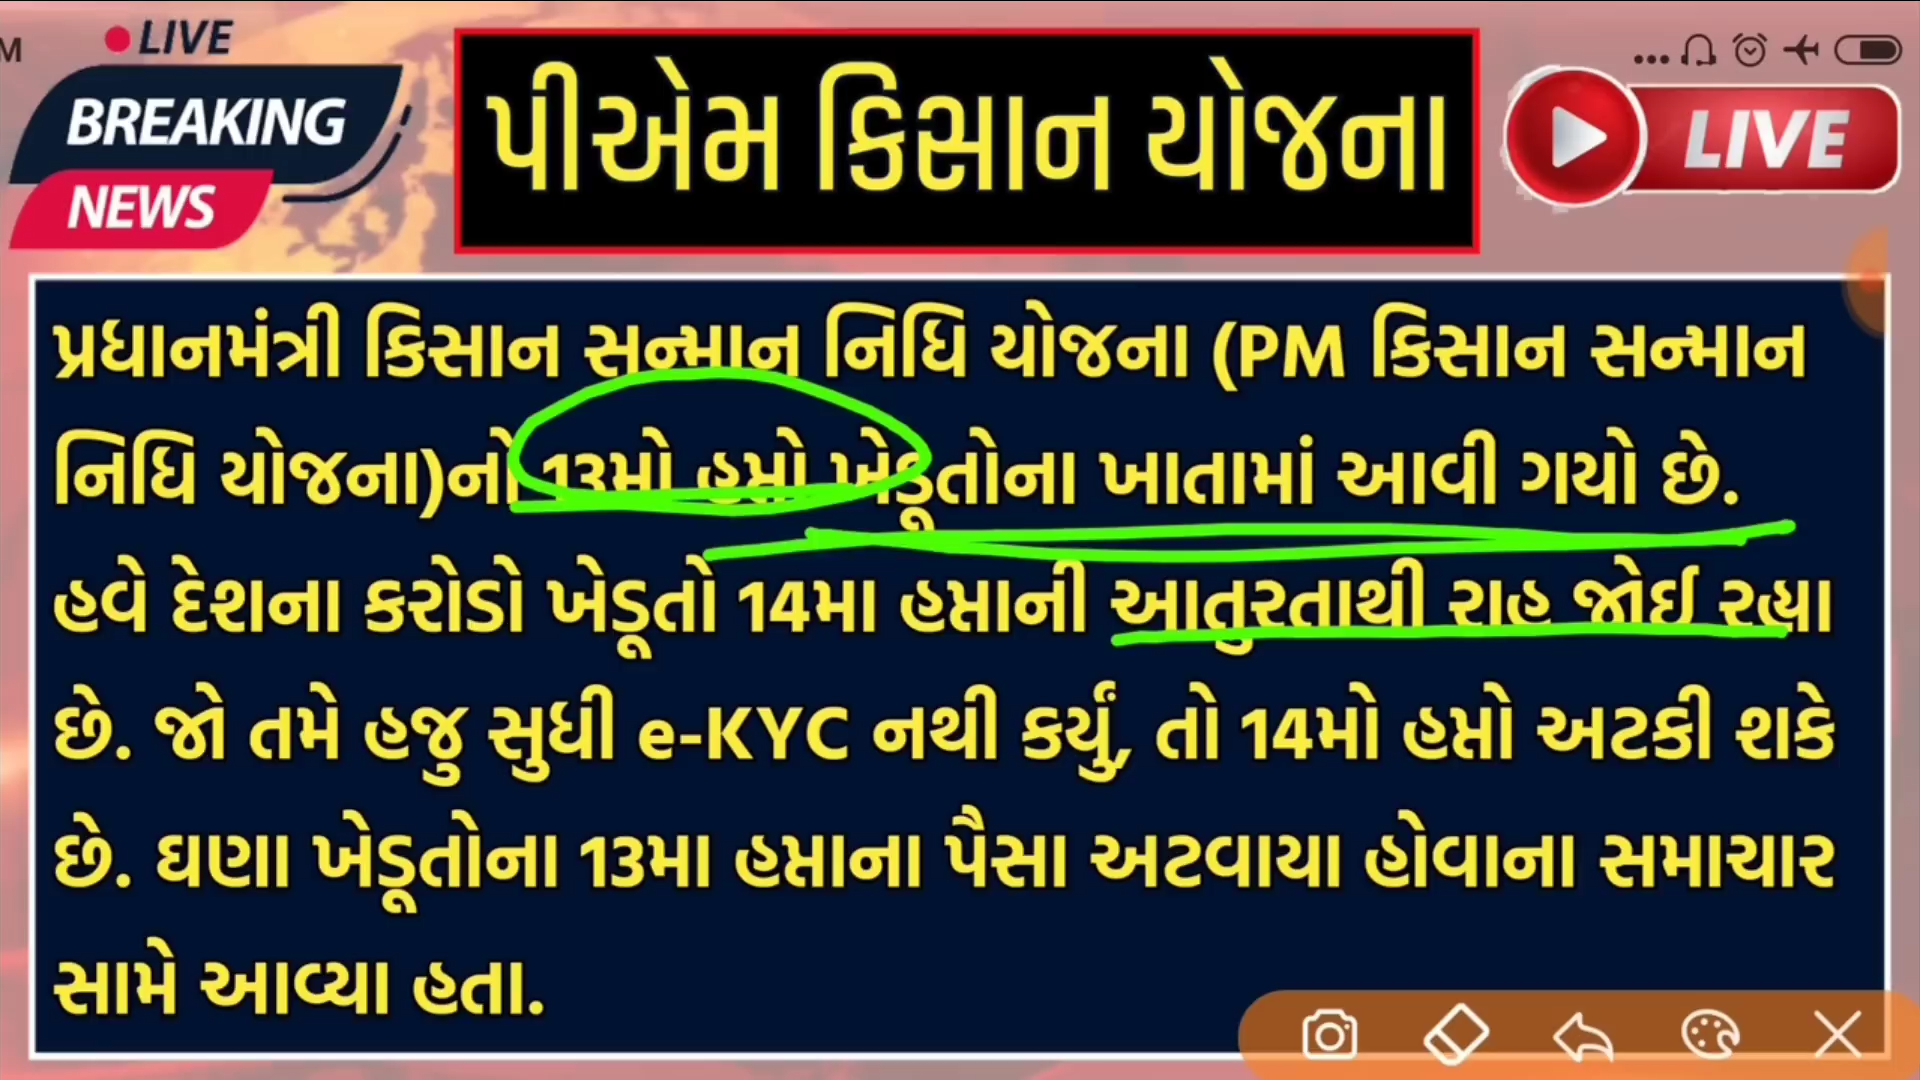 M
LIVE
BREAKING
NEWS
પીએમ કિસાન યોજના
LIVE
પ્રધાનમંત્રી કિસાન સન્માન નિધિ યોજના (PM કિસાન સન્માન
નિધિ યોજના)નો 13મો હપ્તો ખેડૂતોના ખાતામાં આવી ગયો છે.
હવે દેશના કરોડો ખેડૂતો 14મા હપ્તાની આતુરતાથી રાહ જોઈ રહ્યા
છે. જો તમે હજુ સુધી e-KYC નથી કર્યું, તો 14મો હપ્તો અટકી શકે
છે. ઘણા ખેડૂતોના 13મા હપ્તાના પૈસા અટવાયા હોવાના સમાચાર
સામે આવ્યા હતા.